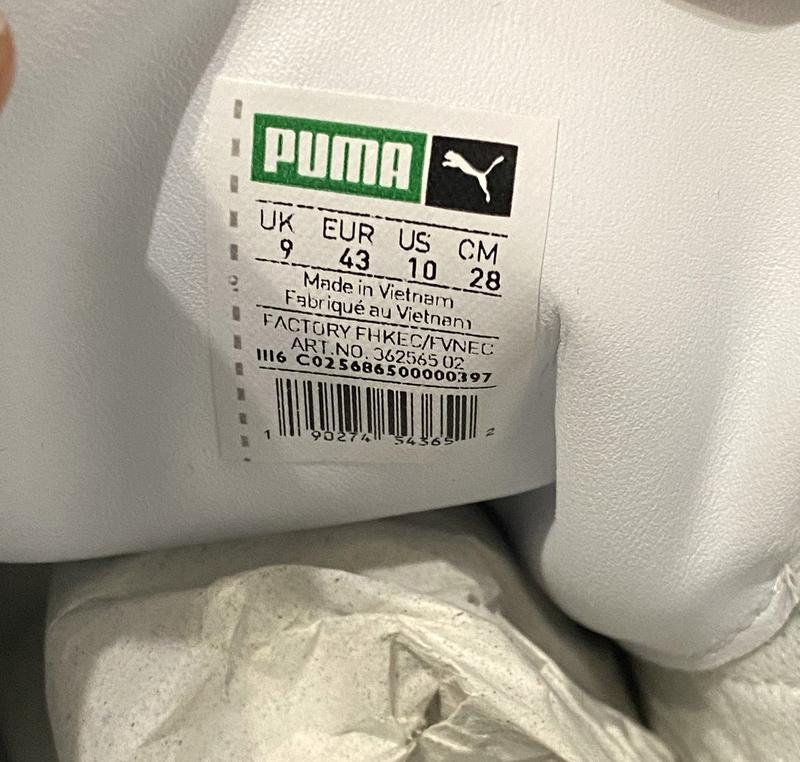 PUMA
UK EUR US CM
9 43 10 28
Made in Vietnam
Fabriqué au Vietnam
FACTORY FHKEC/FVNEC
ART.NO. 362565 02
1116 C025686500000397
1 90274 54365 2